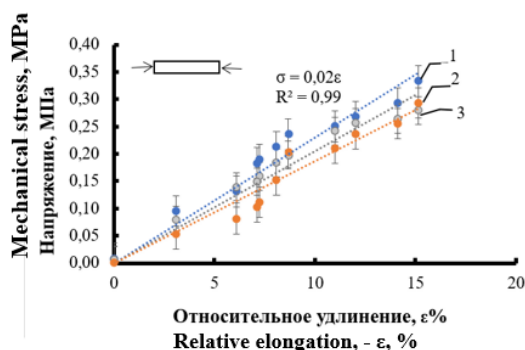 Mechanical stress, MPa
Напряжение, МПа
0,40
0,35
0,30
0,25
0,20
0,15
0,10
0,05
0,00
σ = 0,02ε
R² = 0,99
1
2
3
0
5
10
15
20
Относительное удлинение, ε%
Relative elongation, - ε, %